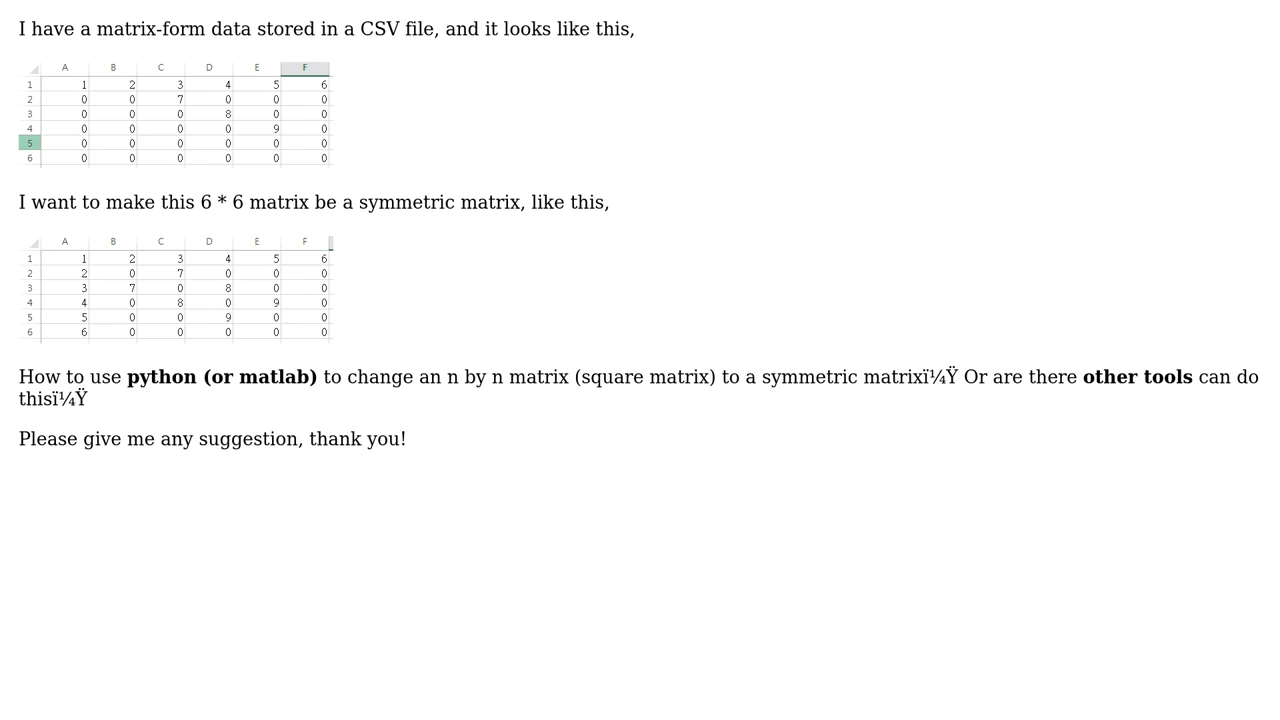 I have a matrix-form data stored in a CSV file, and it looks like this,
A B C D E F
1 1 2 3 4 5 6
2 0 0 7 0 0 0
3 0 0 0 8 0 0
4 0 0 0 0 9 0
5 0 0 0 0 0 0
6 0 0 0 0 0 0
I want to make this 6 * 6 matrix be a symmetric matrix, like this,
A B C D E F
1 1 2 3 4 5 6
2 2 0 7 0 0 0
3 3 7 0 8 0 0
4 4 0 8 0 9 0
5 5 0 0 9 0 0
6 6 0 0 0 0 0
How to use python (or matlab) to change an n by n matrix (square matrix) to a symmetric matrixï¼Ÿ Or are there other tools can do
thisï¼Ÿ
Please give me any suggestion, thank you!